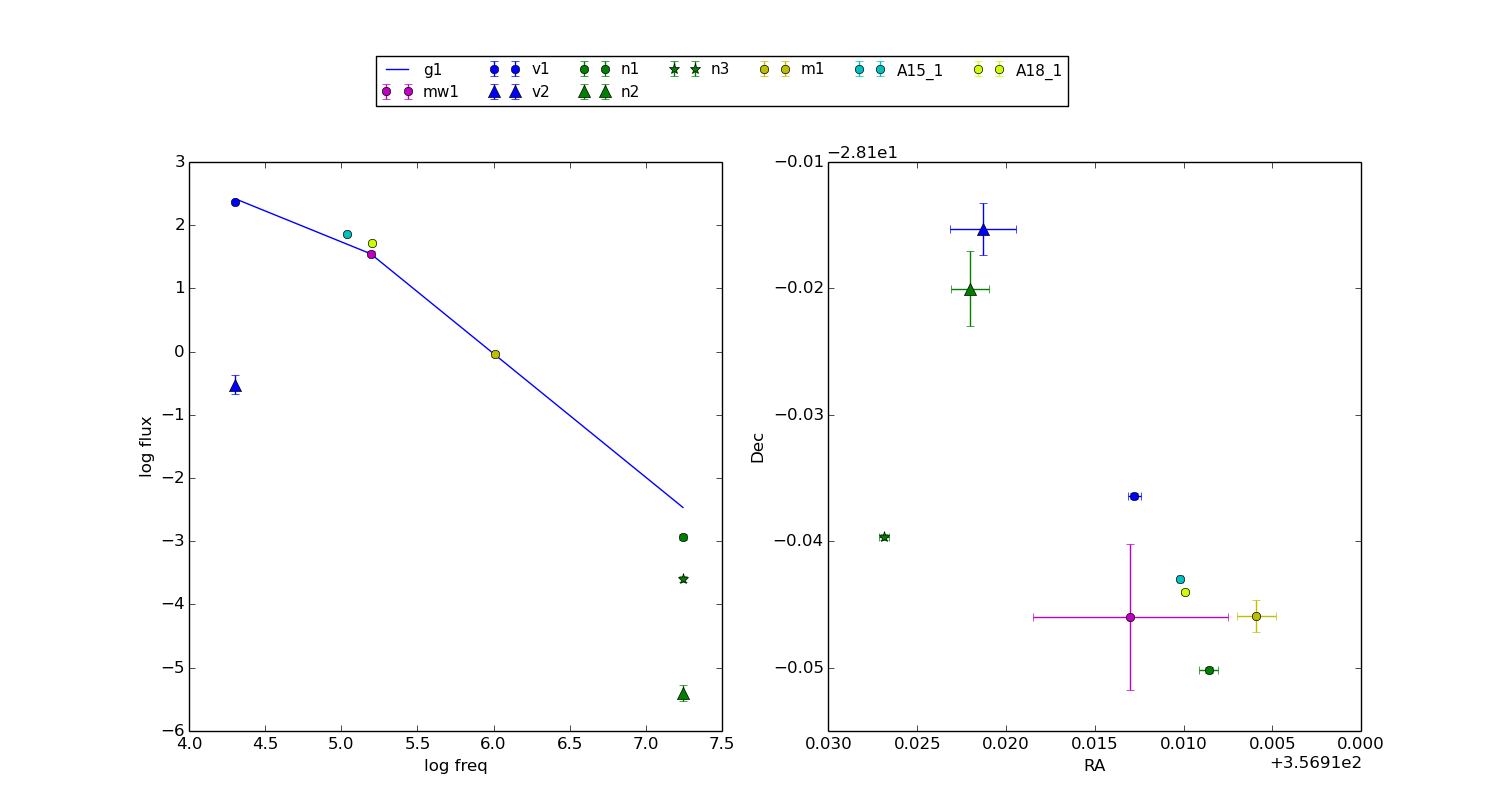 g1 v1 n1 n3 m1 A15_1 A18_1
mw1 v2 n2
3
2
1
0
−1
−2
−3
−4
−5
−6
log flux
4.0 4.5 5.0 5.5 6.0 6.5 7.0 7.5
log freq
−2.81e1
−0.01
−0.02
−0.03
−0.04
−0.05
Dec
0.030 0.025 0.020 0.015 0.010 0.005 0.000
RA
+3.5691e2